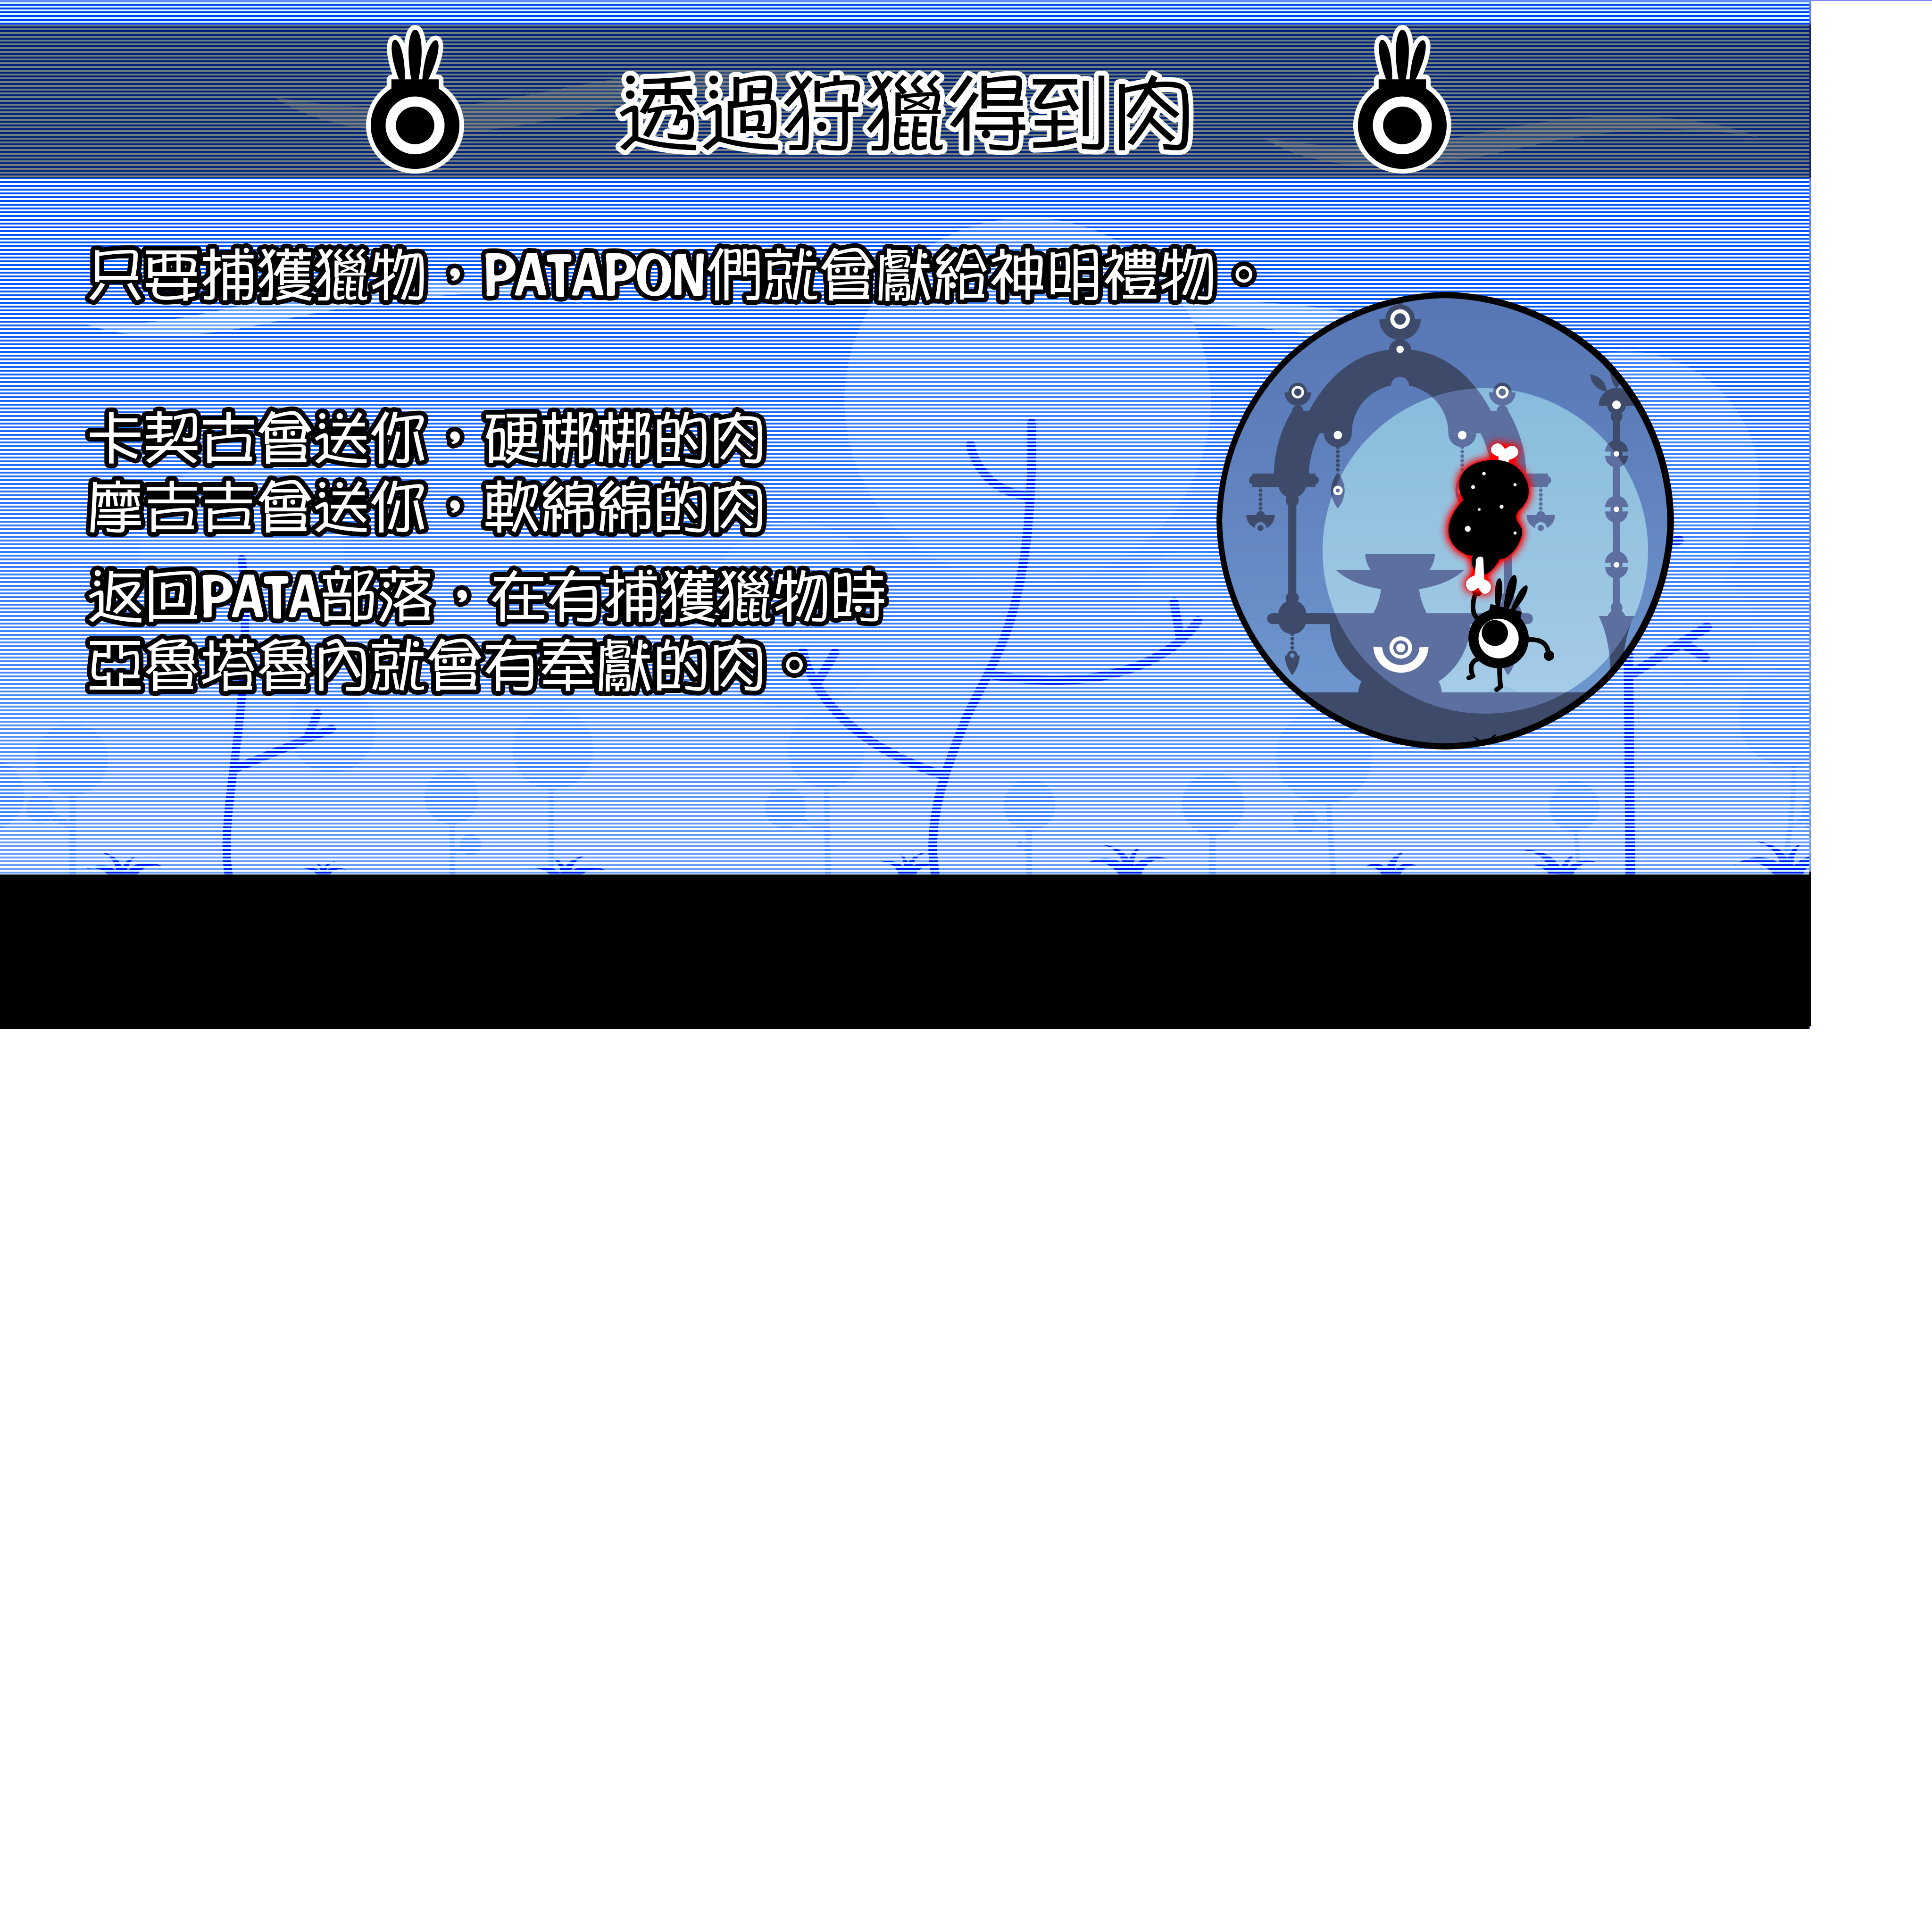 透過狩獵得到肉
只要捕獲獵物，PATAPON們就會獻給神明禮物。
卡契古會送你，硬梆梆的肉
摩吉吉會送你，軟綿綿的肉
返回PATA部落，在有捕獲獵物時
亞魯塔魯內就會有奉獻的肉。